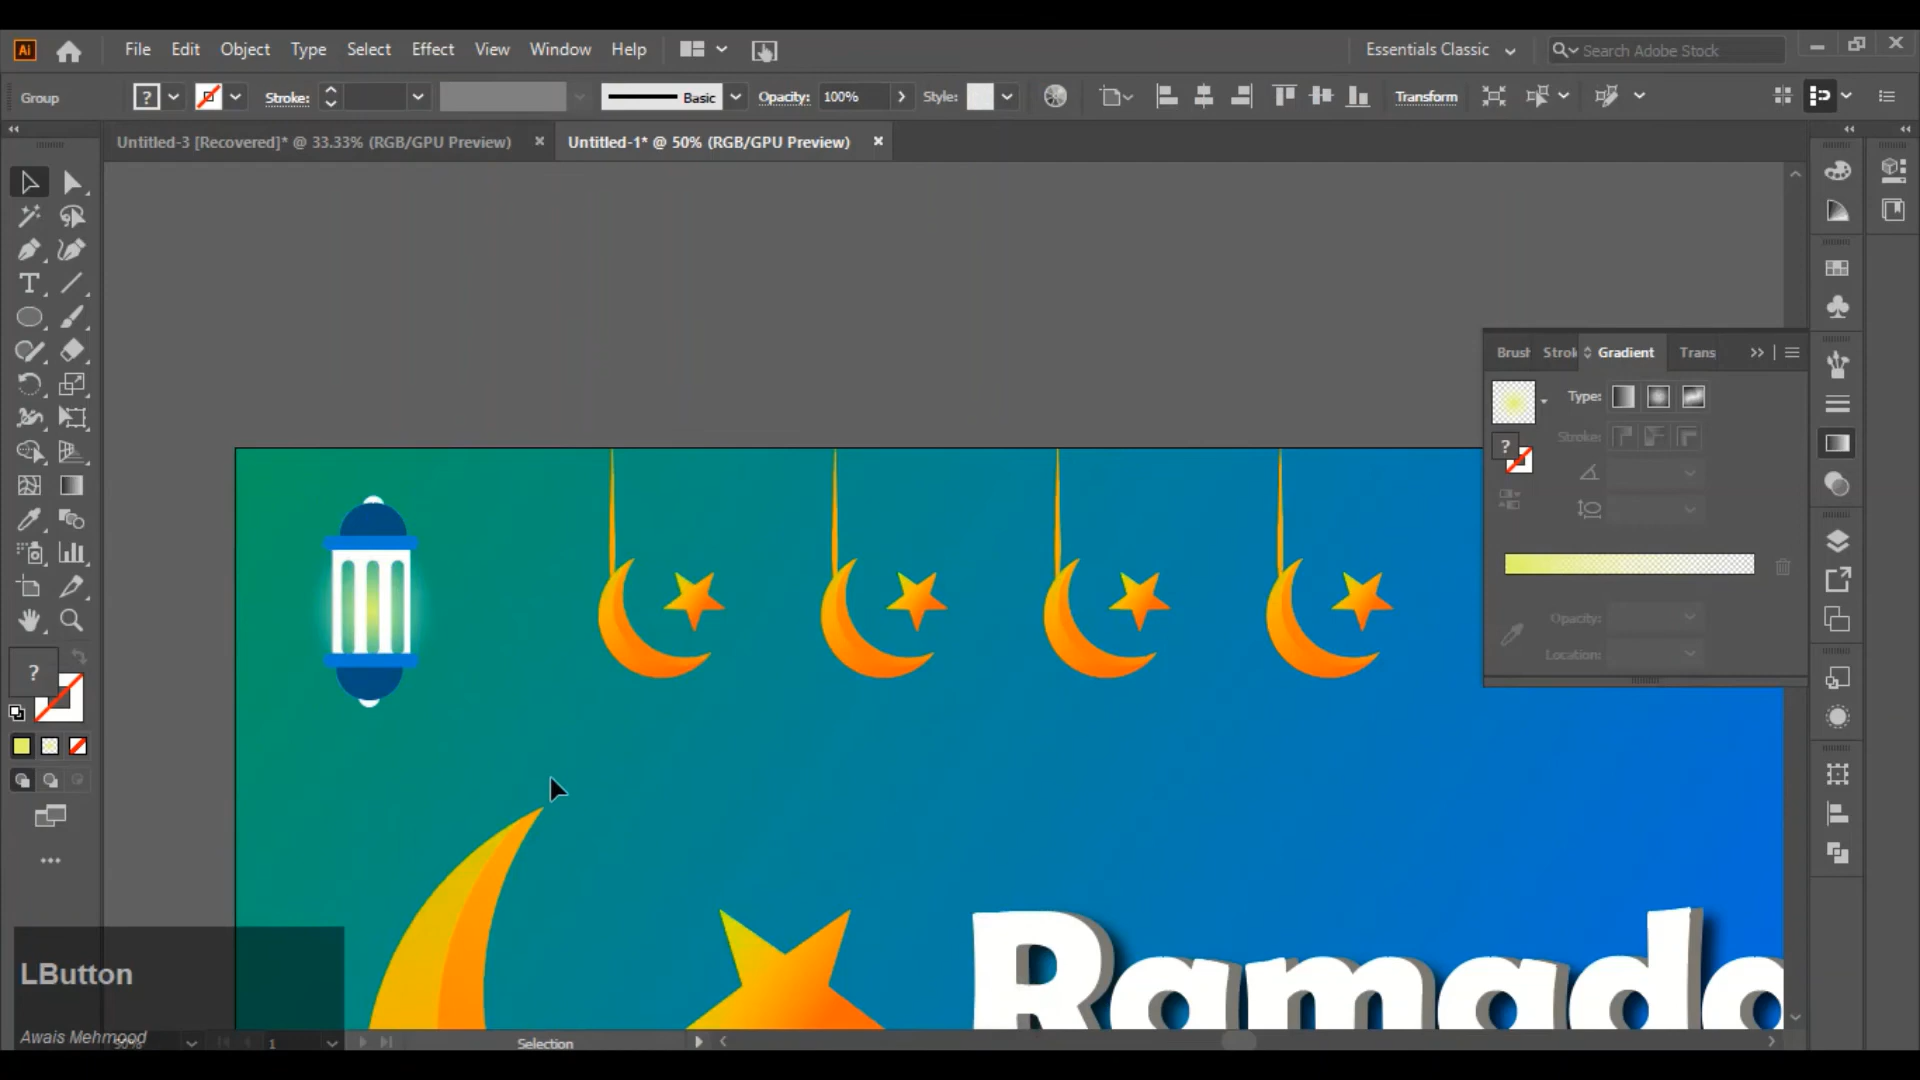 Ai File Edit Object Type Select Effect View Window Help Essentials Classic Search Adobe Stock
Group ? Stroke: Basic Opacity: 100% Style: Transform
Untitled-3 [Recovered]* @ 33.33% (RGB/GPU Preview) Untitled-1* @ 50% (RGB/GPU Preview)
Brush Strok Gradient Trans
Type:
? Stroke:
Opacity:
Location:
?
Ramada
LButton
Awais Mehmood
50% 1 Selection